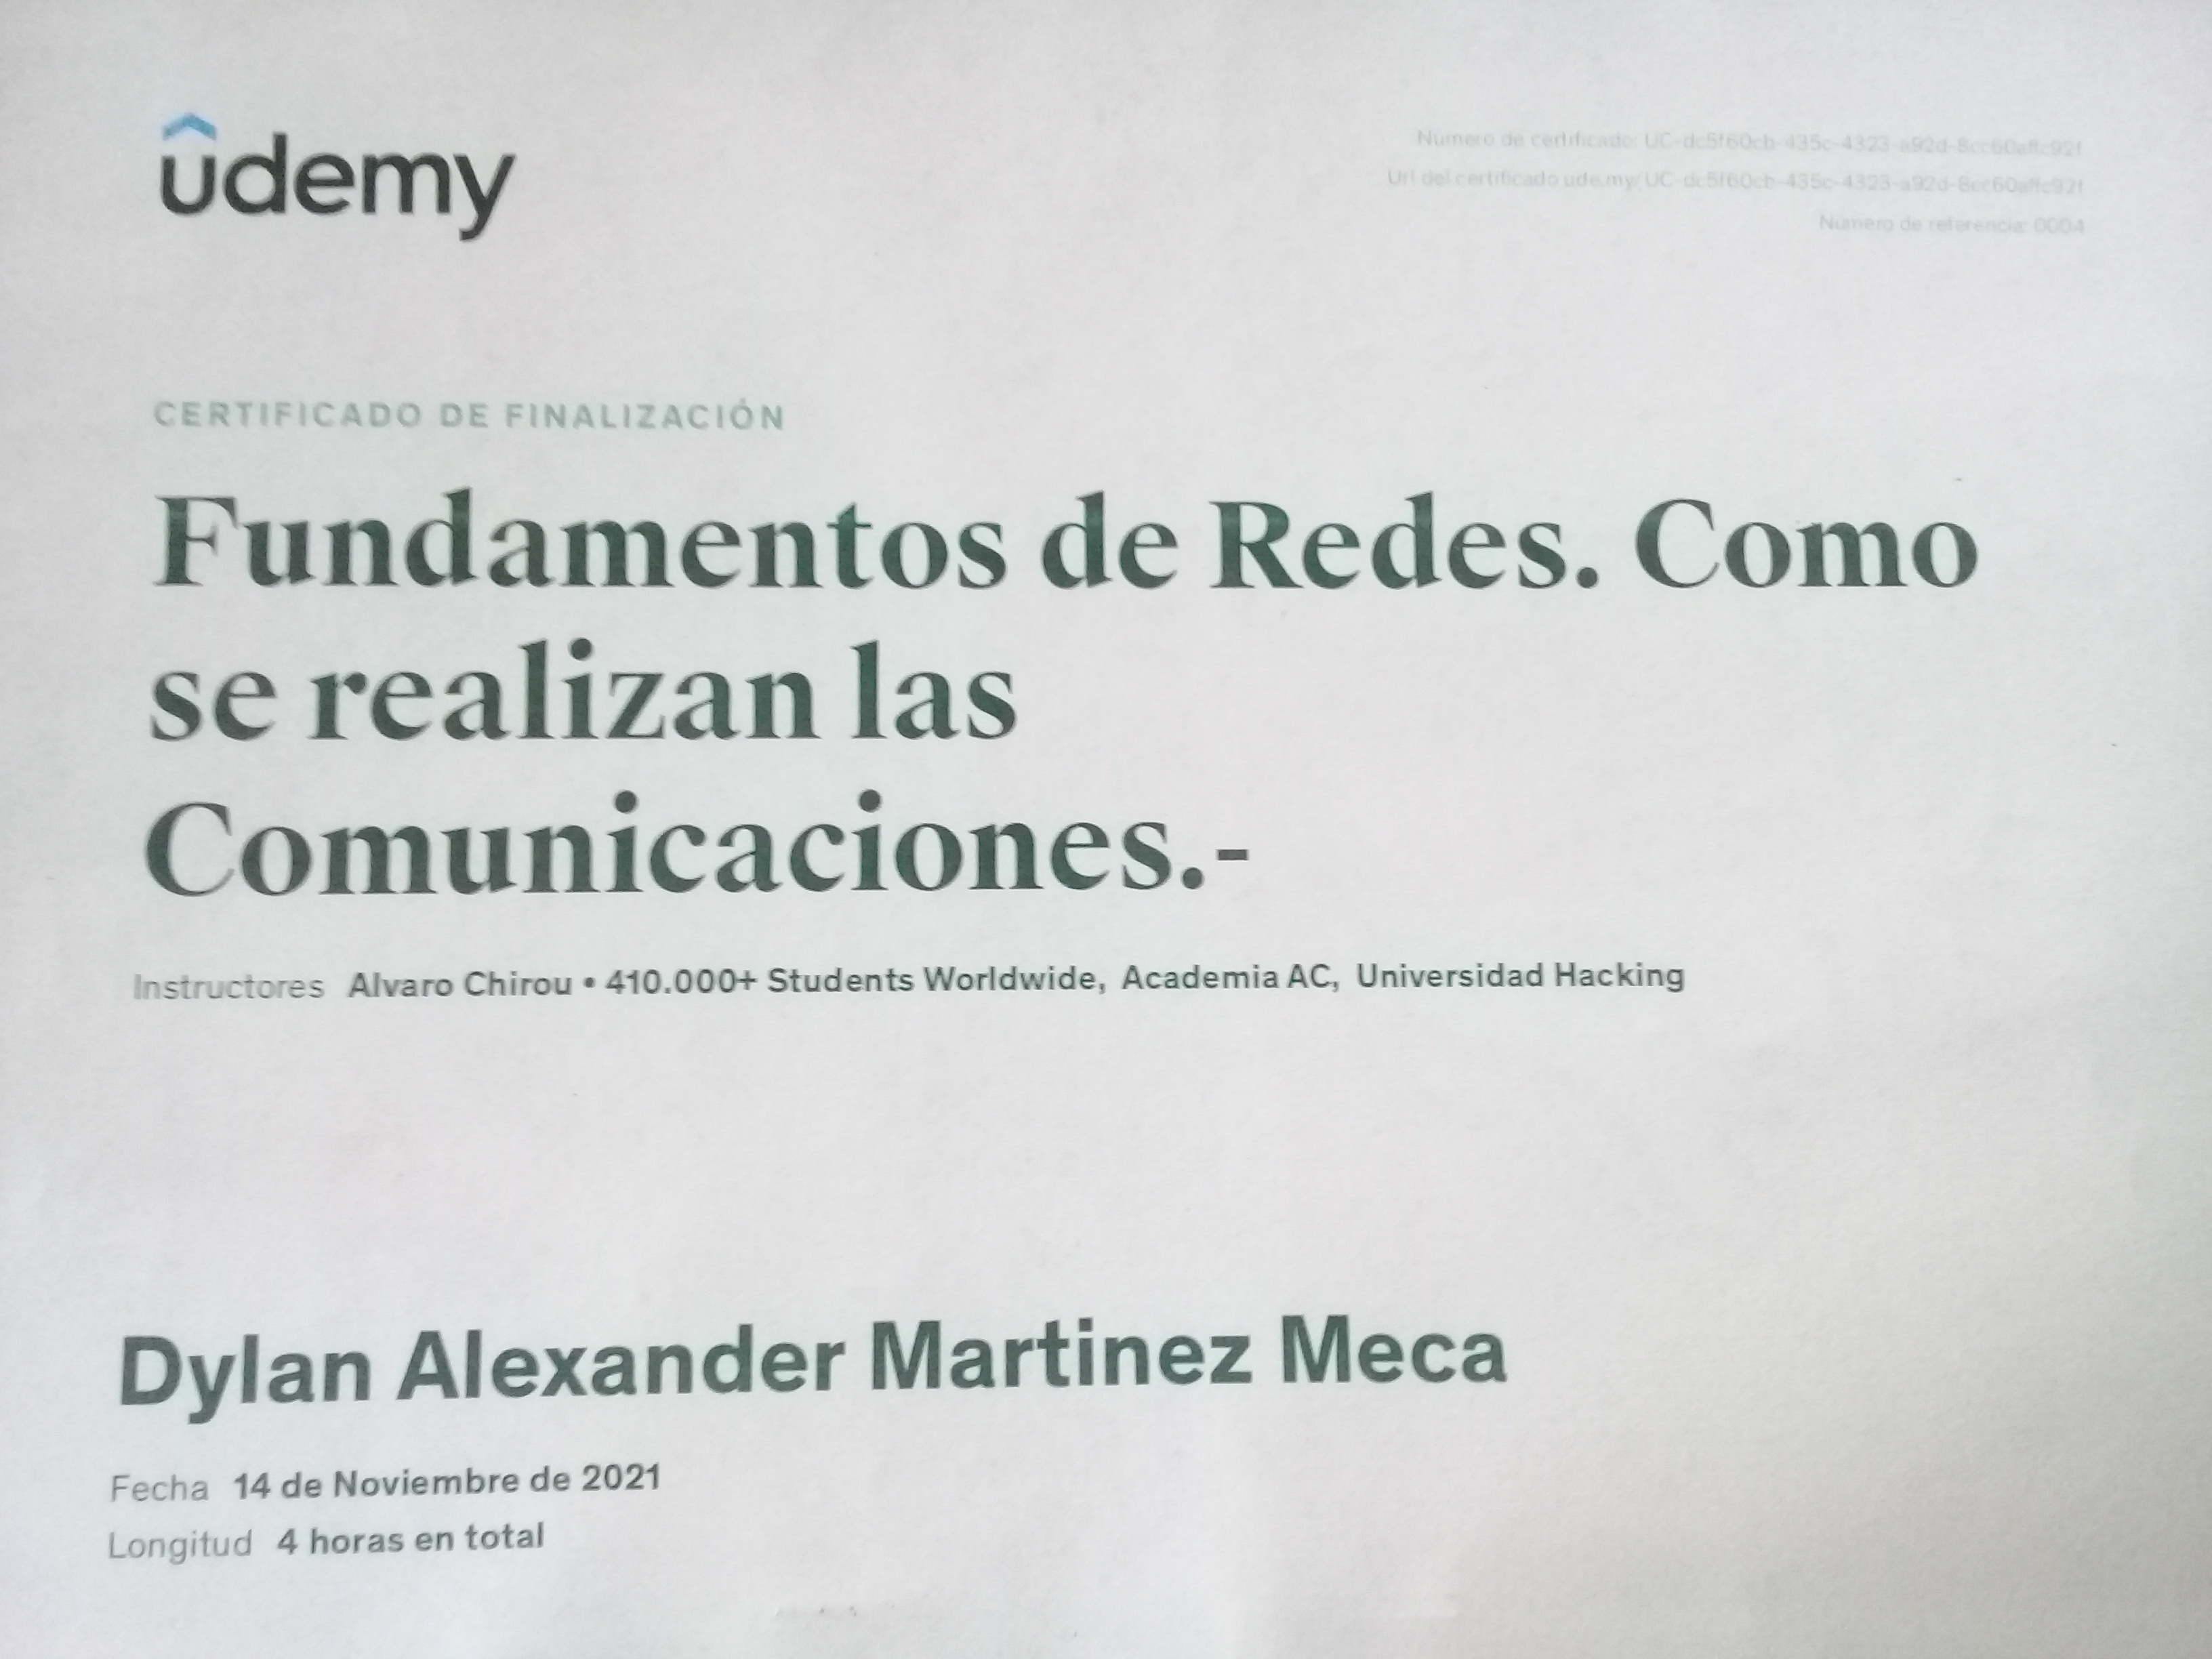 udemy
Número de certificado: UC-dc5f60cb-435c-4323-a92d-8cc60affc92f
Url del certificado: ude.my/UC-dc5f60cb-435c-4323-a92d-8cc60affc92f
Número de referencia: 0004
CERTIFICADO DE FINALIZACIÓN
Fundamentos de Redes. Como
se realizan las
Comunicaciones.-
Instructores Alvaro Chirou • 410.000+ Students Worldwide, Academia AC, Universidad Hacking
Dylan Alexander Martinez Meca
Fecha 14 de Noviembre de 2021
Longitud 4 horas en total